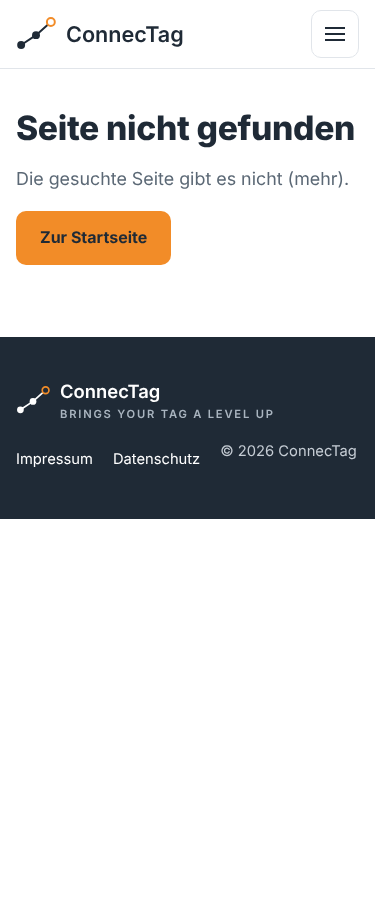 ConnecTag
Seite nicht gefunden
Die gesuchte Seite gibt es nicht (mehr).
Zur Startseite
ConnecTag
BRINGS YOUR TAG A LEVEL UP
Impressum Datenschutz © 2026 ConnecTag